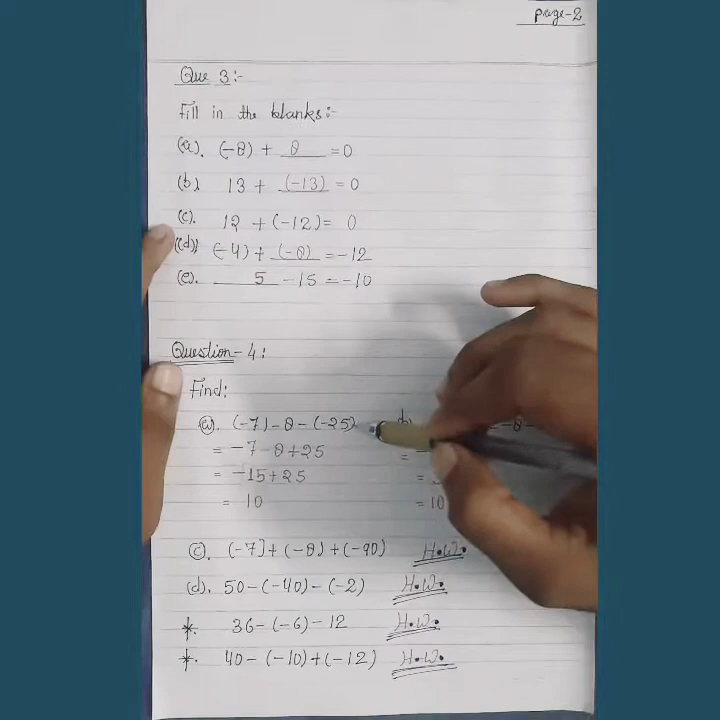 Page-2
Que 3:-
Fill in the blanks:-
(a). (-8) + 8 = 0
(b) 13 + (-13) = 0
(c). 12 + (-12) = 0
(d) (-4) + (-8) = -12
(e). 5 - 15 = -10
Question-4:
Find:
(a). (-7) - 8 - (-25)
= -7 - 8 + 25
= -15 + 25
= 10
= 10
(c). (-7) + (-8) + (-90) H.W.
(d). 50 - (-40) - (-2) H.W.
*. 36 - (-6) - 12 H.W.
*. 40 - (-10) + (-12) H.W.